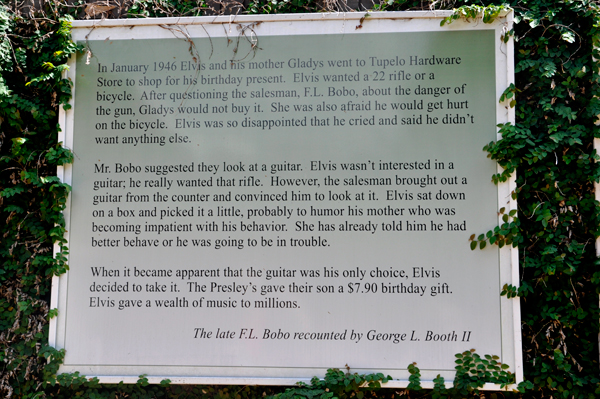 In January 1946 Elvis and his mother Gladys went to Tupelo Hardware
Store to shop for his birthday present.  Elvis wanted a 22 rifle or a
bicycle.  After questioning the salesman, F.L. Bobo, about the danger of
the gun, Gladys would not buy it.  She was also afraid he would get hurt
on the bicycle.  Elvis was so disappointed that he cried and said he didn't
want anything else.
Mr. Bobo suggested they look at a guitar.  Elvis wasn't interested in a
guitar; he really wanted that rifle.  However, the salesman brought out a
guitar from the counter and convinced him to look at it.  Elvis sat down
on a box and picked it a little, probably to humor his mother who was
becoming impatient with his behavior.  She has already told him he had
better behave or he was going to be in trouble.
When it became apparent that the guitar was his only choice, Elvis
decided to take it.  The Presley's gave their son a $7.90 birthday gift.
Elvis gave a wealth of music to millions.
The late F.L. Bobo recounted by George L. Booth II